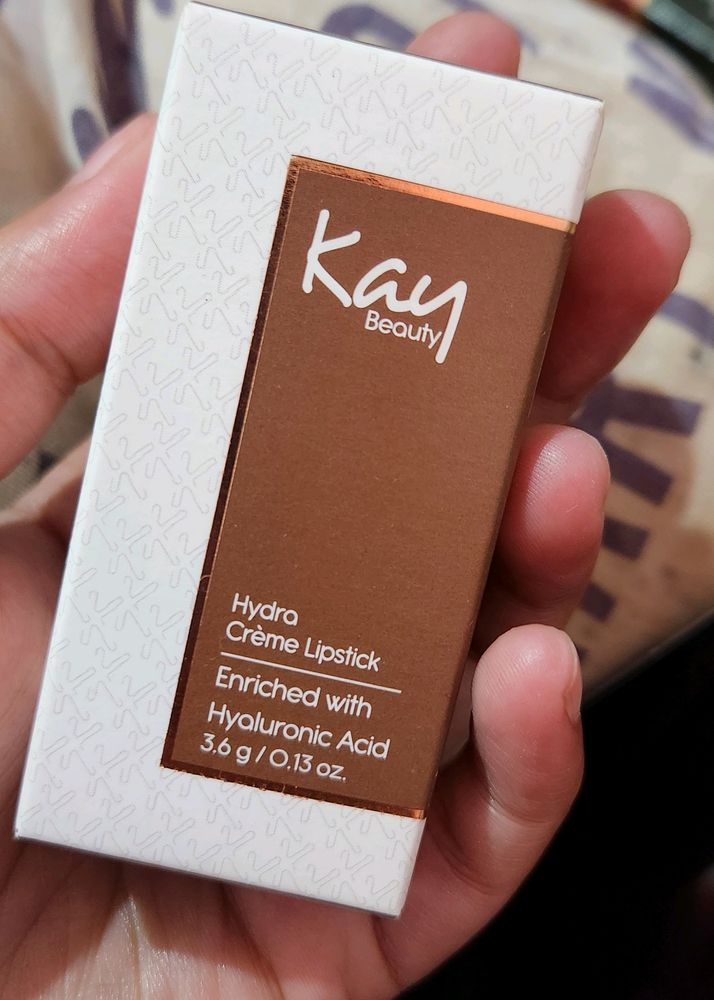 Kay
Beauty
Hydra
Crème Lipstick
Enriched with
Hyaluronic Acid
3.6 g / 0.13 oz.